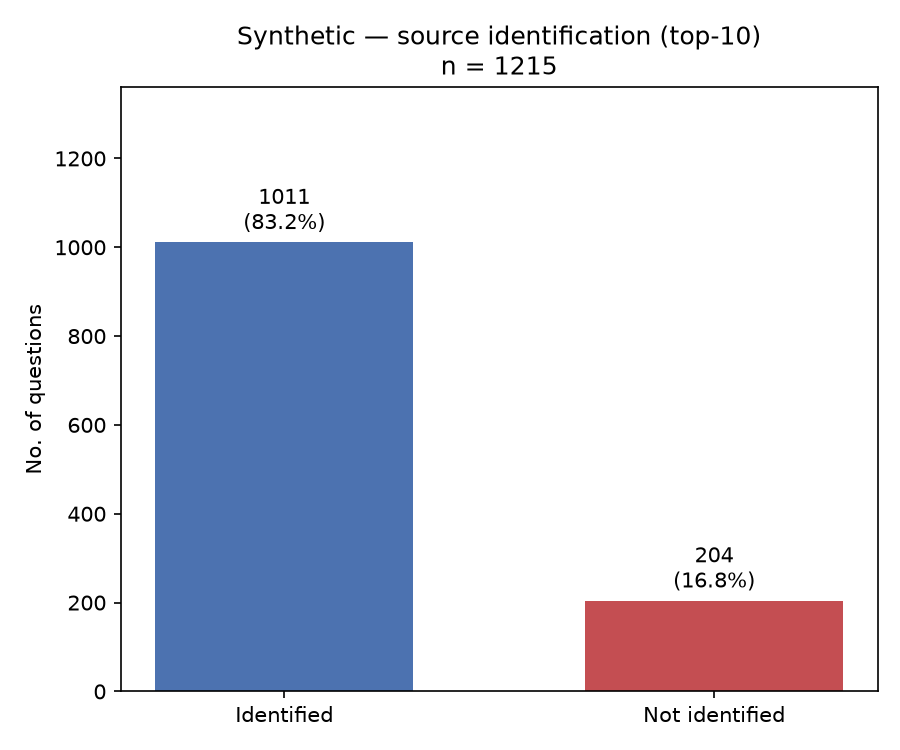 Synthetic — source identification (top-10)
n = 1215
No. of questions
1200
1000
800
600
400
200
0
1011
(83.2%)
204
(16.8%)
Identified
Not identified